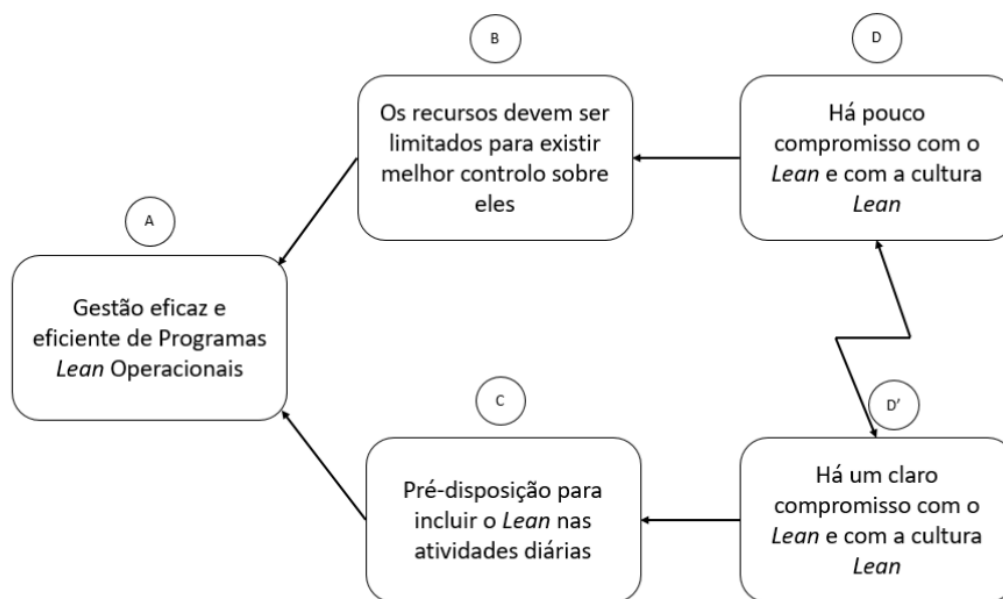 B
Os recursos devem ser
limitados para existir
melhor controlo sobre
eles
D
Há pouco
compromisso com o
Lean e com a cultura
Lean
A
Gestão eficaz e
eficiente de Programas
Lean Operacionais
C
Pré-disposição para
incluir o Lean nas
atividades diárias
D'
Há um claro
compromisso com o
Lean e com a cultura
Lean